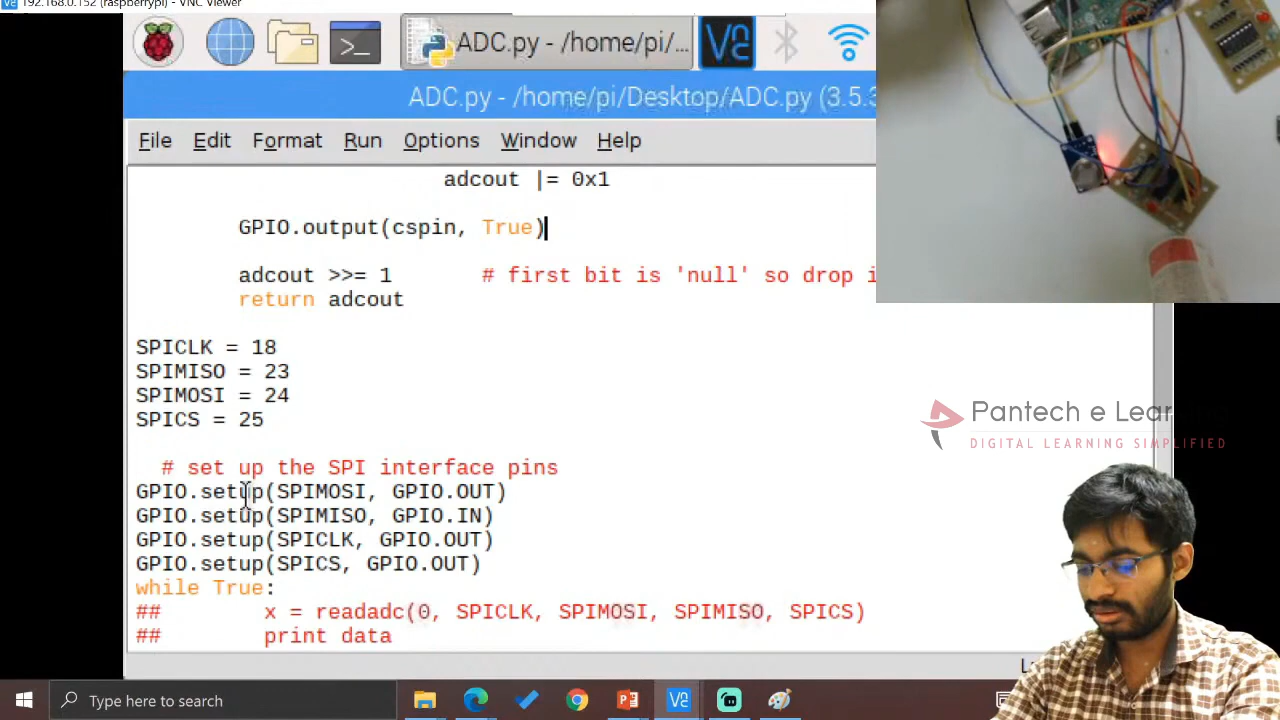 192.168.0.152 (raspberrypi) - VNC Viewer
ADC.py - /home/pi/...
ADC.py - /home/pi/Desktop/ADC.py (3.5.3
File Edit Format Run Options Window Help
adcout |= 0x1
GPIO.output(cspin, True)
adcout >>= 1 # first bit is 'null' so drop i
return adcout
SPICLK = 18
SPIMISO = 23
SPIMOSI = 24
SPICS = 25
# set up the SPI interface pins
GPIO.setup(SPIMOSI, GPIO.OUT)
GPIO.setup(SPIMISO, GPIO.IN)
GPIO.setup(SPICLK, GPIO.OUT)
GPIO.setup(SPICS, GPIO.OUT)
while True:
## x = readadc(0, SPICLK, SPIMOSI, SPIMISO, SPICS)
## print data
Pantech e Learning
DIGITAL LEARNING SIMPLIFIED
Type here to search